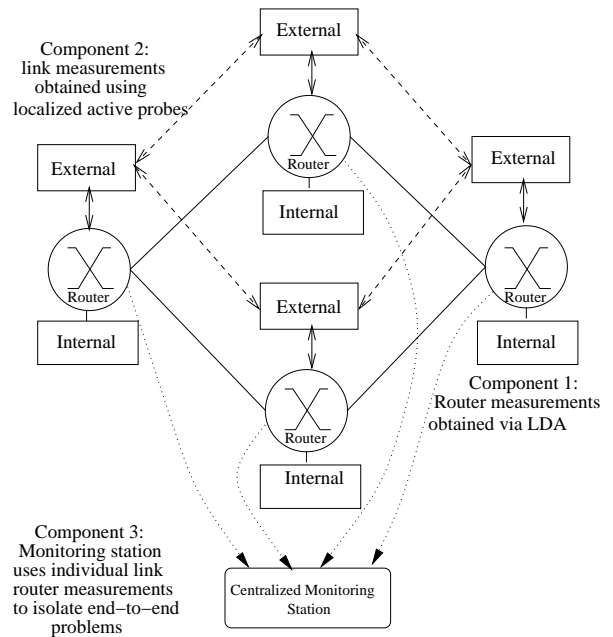 External
Component 2:
link measurements
obtained using
localized active probes
Router
External
External
Internal
Router
Router
External
Internal
Internal
Router
Component 1:
Router measurements
obtained via LDA
Internal
Component 3:
Monitoring station
uses individual link
router measurements
to isolate end−to−end
problems
Centralized Monitoring
Station